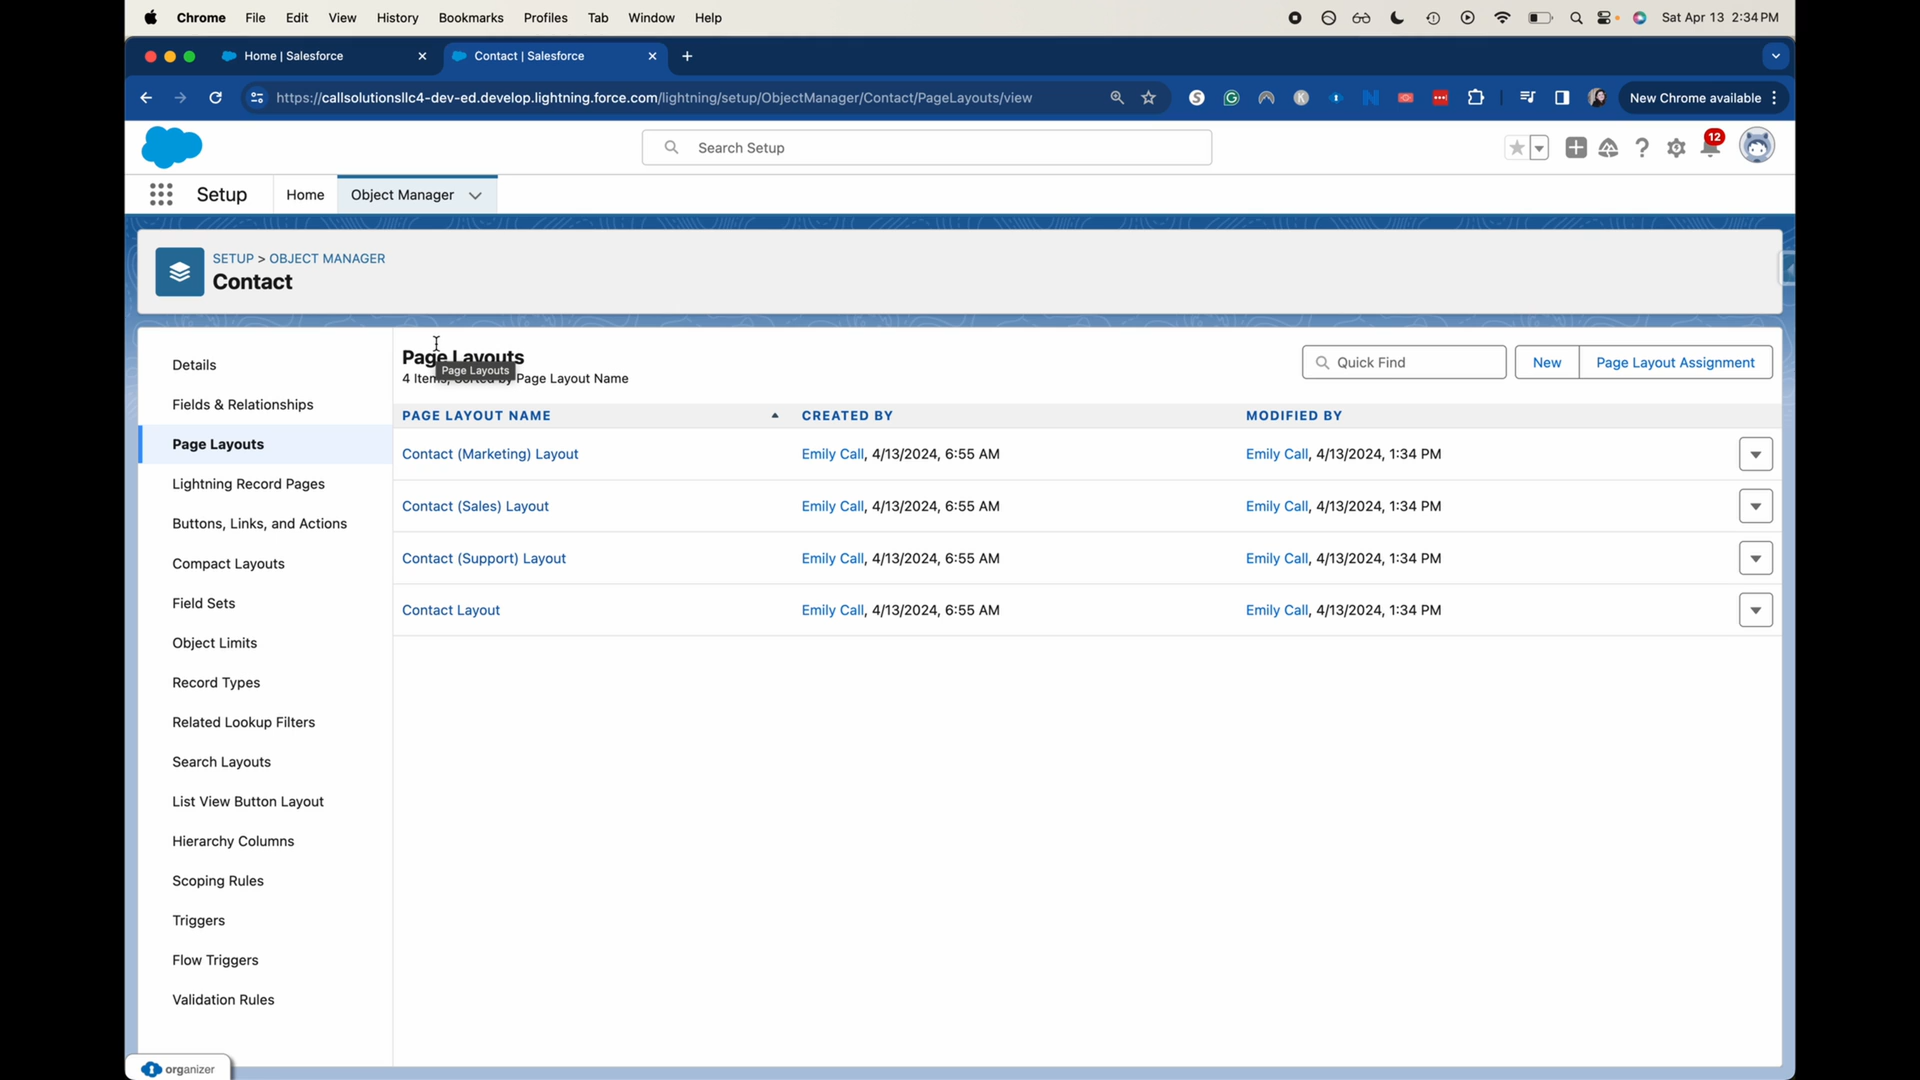 Chrome File Edit View History Bookmarks Profiles Tab Window Help Sat Apr 13 2:34 PM
Home | Salesforce Contact | Salesforce
https://callsolutionsllc4-dev-ed.develop.lightning.force.com/lightning/setup/ObjectManager/Contact/PageLayouts/view New Chrome available
Search Setup 12
Setup Home Object Manager
SETUP > OBJECT MANAGER
Contact
Details
Fields & Relationships
Page Layouts
Lightning Record Pages
Buttons, Links, and Actions
Compact Layouts
Field Sets
Object Limits
Record Types
Related Lookup Filters
Search Layouts
List View Button Layout
Hierarchy Columns
Scoping Rules
Triggers
Flow Triggers
Validation Rules
Page Layouts
Page Layouts
4 Items, Sorted by Page Layout Name
Quick Find New Page Layout Assignment
PAGE LAYOUT NAME CREATED BY MODIFIED BY
Contact (Marketing) Layout Emily Call, 4/13/2024, 6:55 AM Emily Call, 4/13/2024, 1:34 PM
Contact (Sales) Layout Emily Call, 4/13/2024, 6:55 AM Emily Call, 4/13/2024, 1:34 PM
Contact (Support) Layout Emily Call, 4/13/2024, 6:55 AM Emily Call, 4/13/2024, 1:34 PM
Contact Layout Emily Call, 4/13/2024, 6:55 AM Emily Call, 4/13/2024, 1:34 PM
organizer